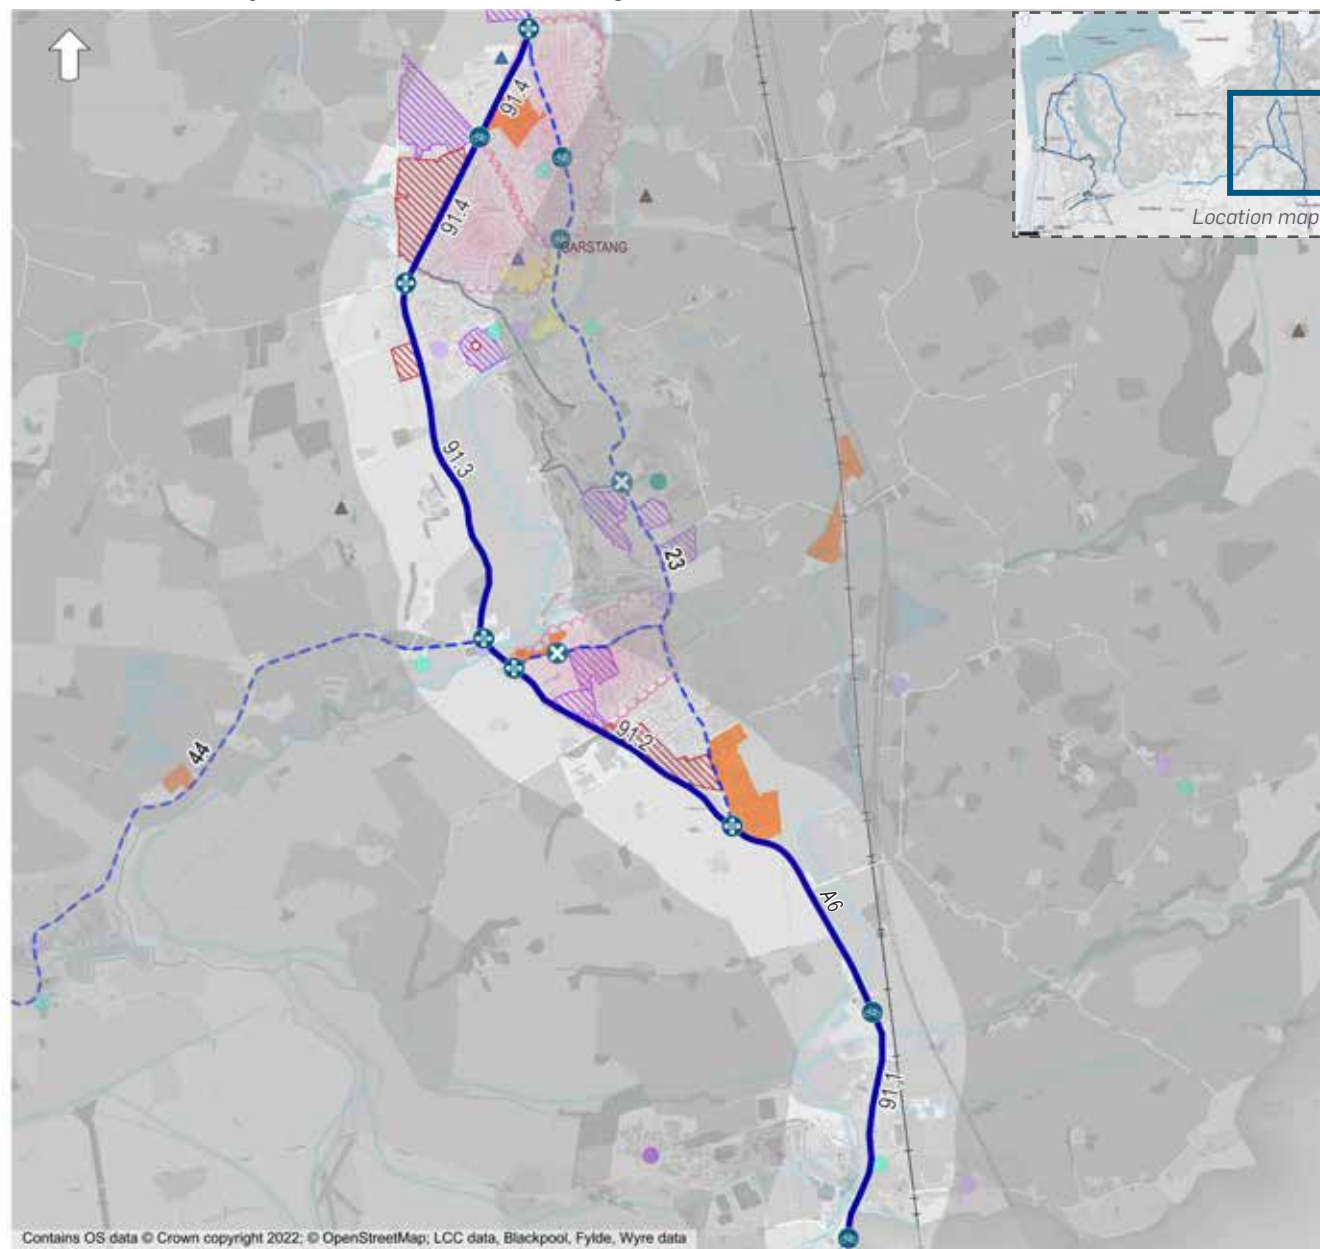 91.4
91.4
Location map
GARSTANG
91.3
23
44
91.2
A6
91.1
Contains OS data © Crown copyright 2022; © OpenStreetMap; LCC data, Blackpool, Fylde, Wyre data